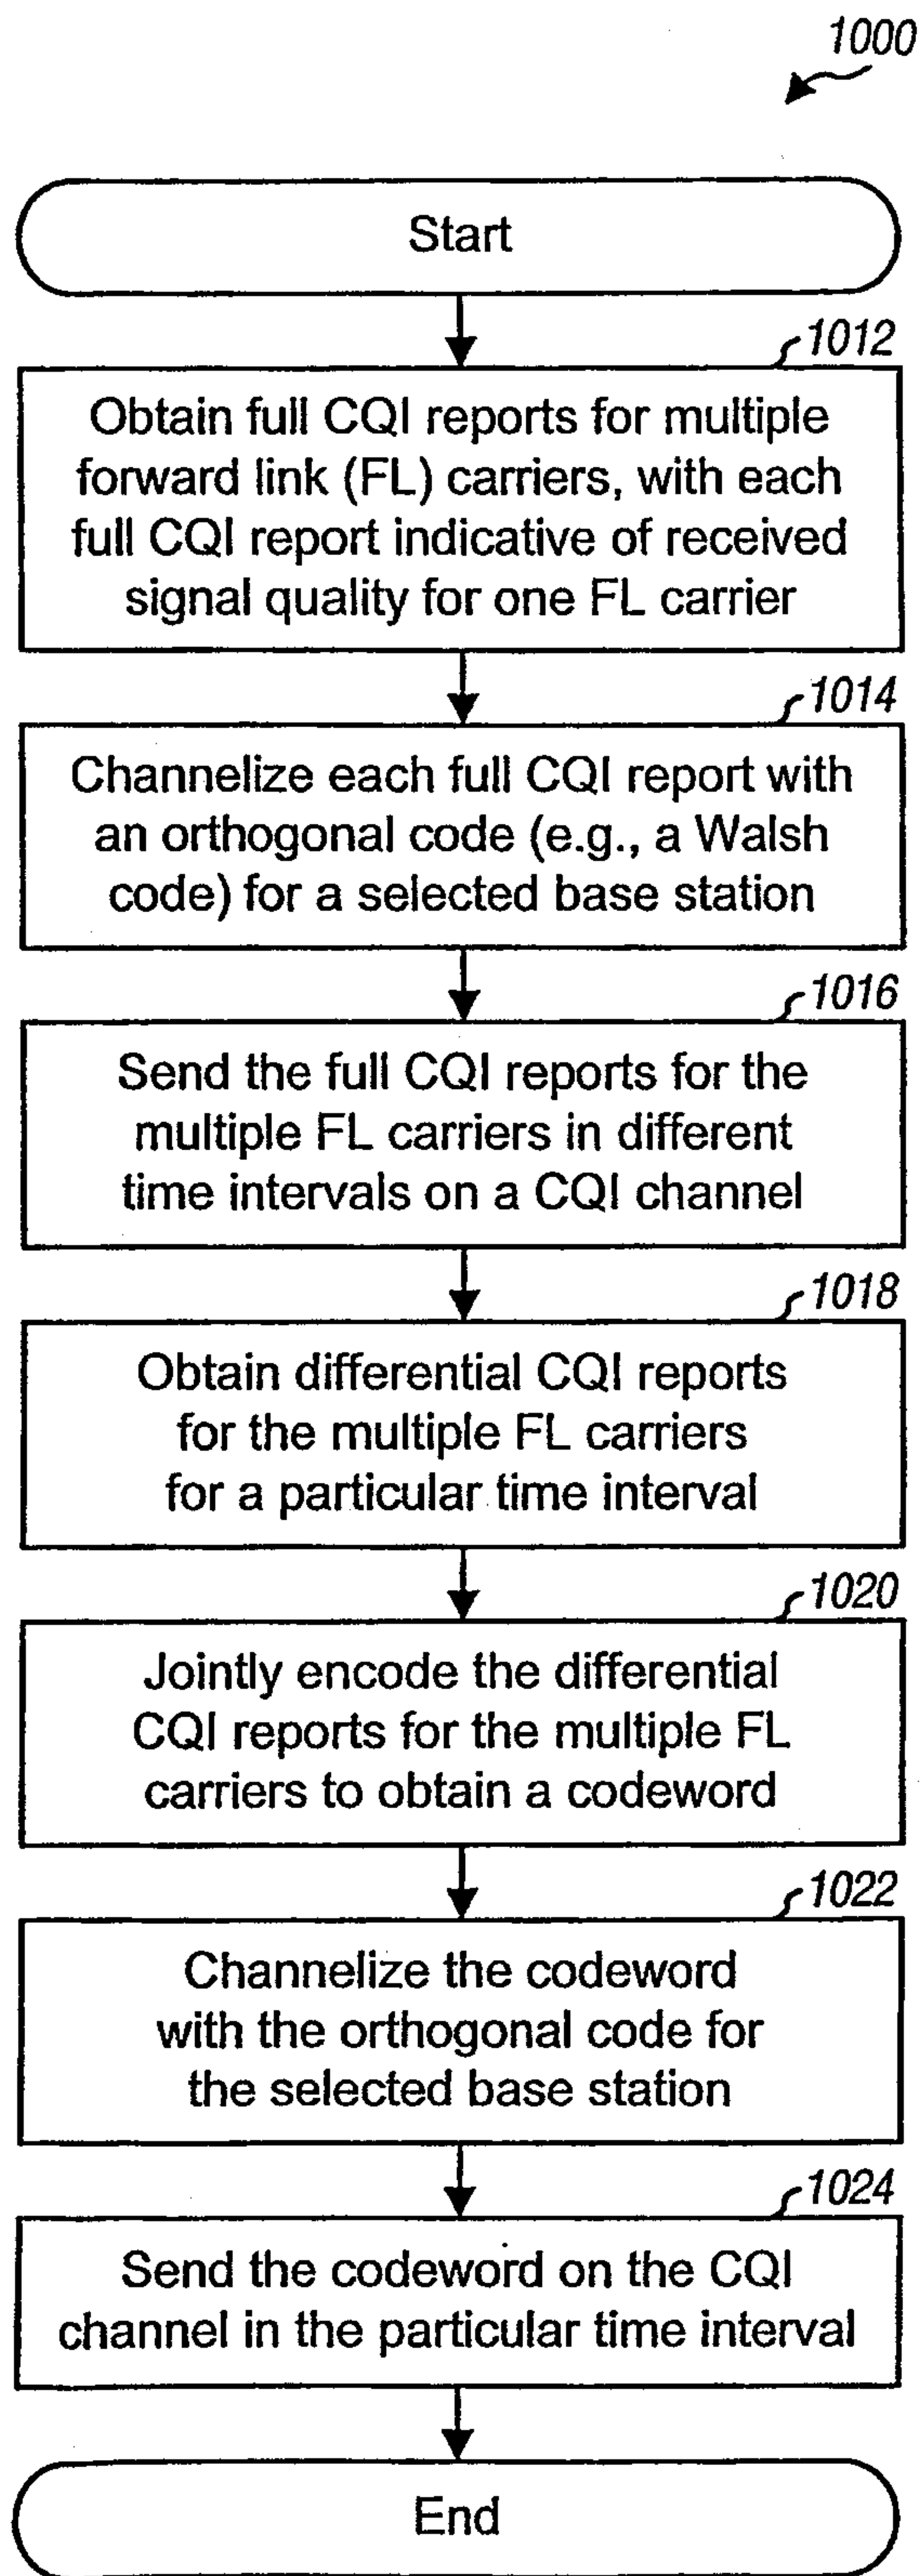 1000
Start
1012
Obtain full CQI reports for multiple
forward link (FL) carriers, with each
full CQI report indicative of received
signal quality for one FL carrier
1014
Channelize each full CQI report with
an orthogonal code (e.g., a Walsh
code) for a selected base station
1016
Send the full CQI reports for the
multiple FL carriers in different
time intervals on a CQI channel
1018
Obtain differential CQI reports
for the multiple FL carriers
for a particular time interval
1020
Jointly encode the differential
CQI reports for the multiple FL
carriers to obtain a codeword
1022
Channelize the codeword
with the orthogonal code for
the selected base station
1024
Send the codeword on the CQI
channel in the particular time interval
End